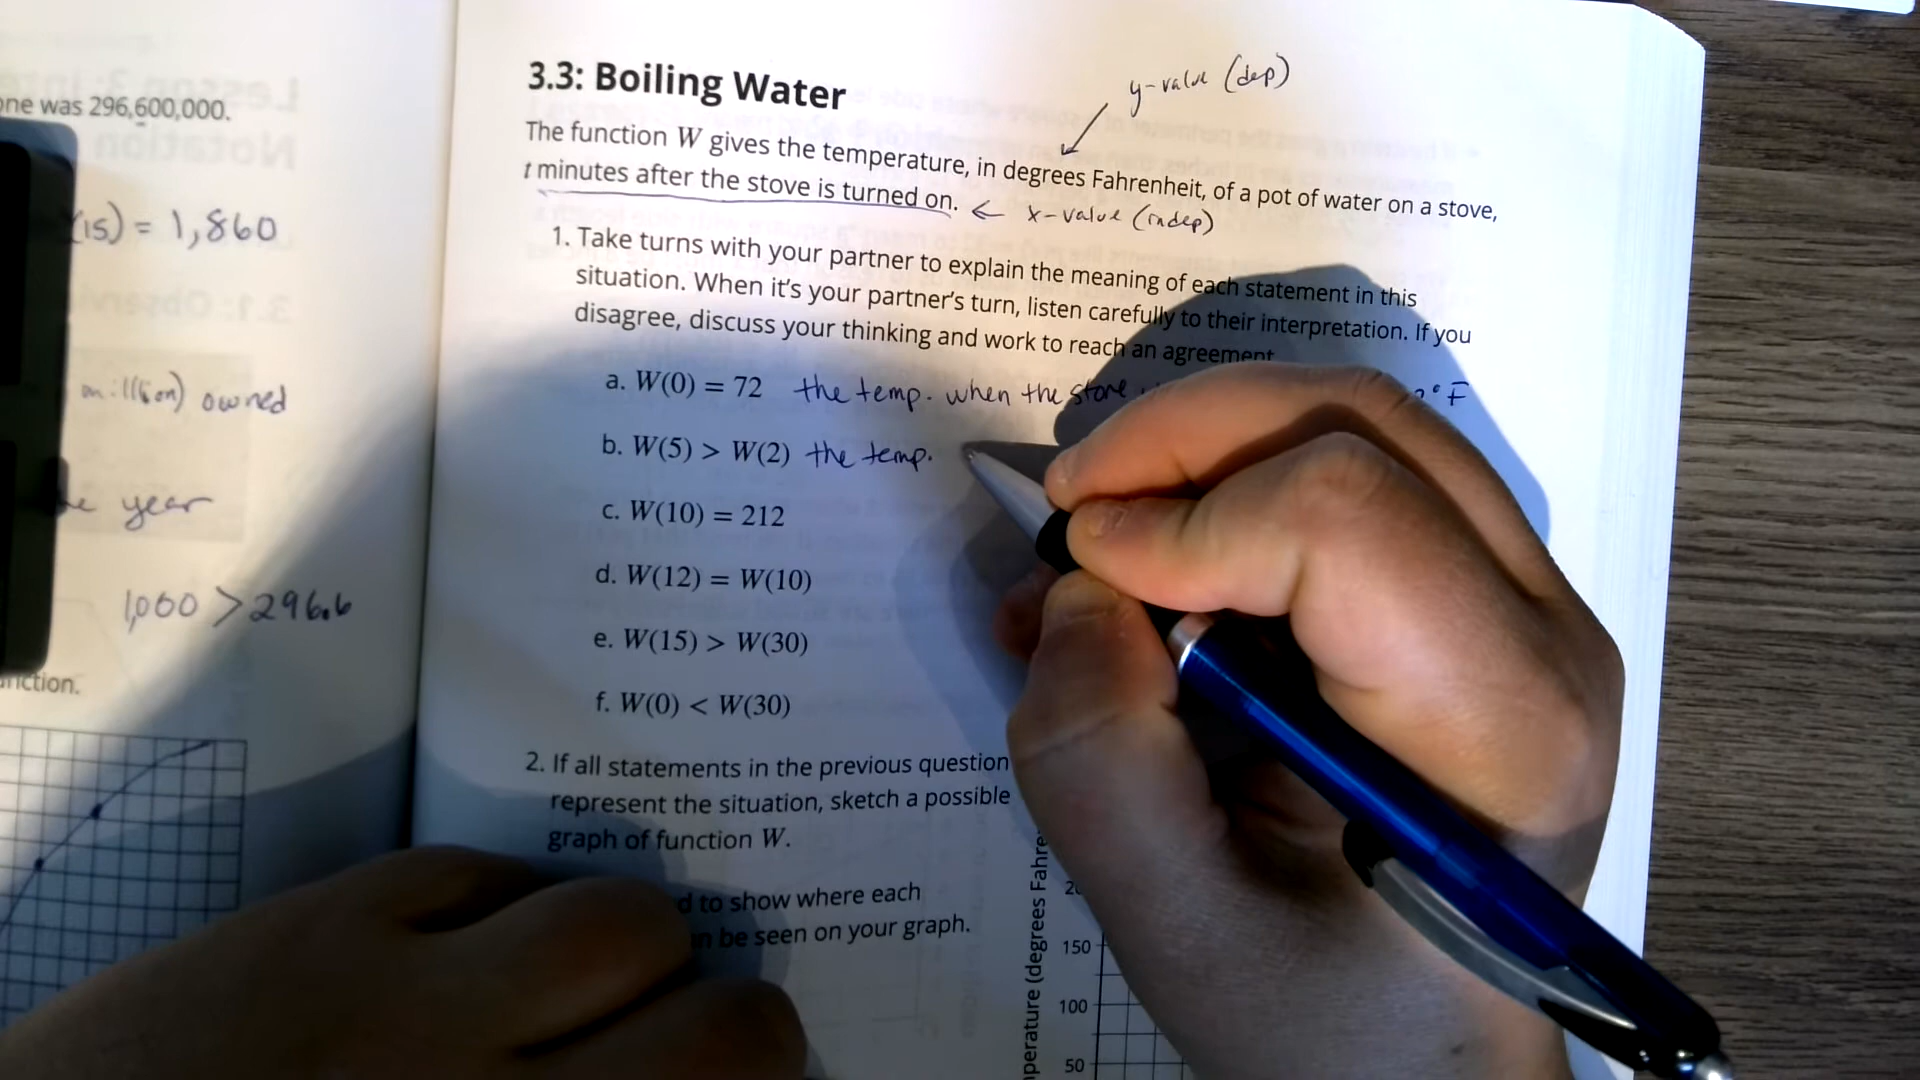 one was 296,600,000.
(15) = 1,860
million) owned
year
1,000 > 296.6
3.3: Boiling Water
y-value (dep)
The function W gives the temperature, in degrees Fahrenheit, of a pot of water on a stove,
t minutes after the stove is turned on. ← x-value (indep)
1. Take turns with your partner to explain the meaning of each statement in this
situation. When it's your partner's turn, listen carefully to their interpretation. If you
disagree, discuss your thinking and work to reach an agreement
a. W(0) = 72 the temp. when the stove °F
b. W(5) > W(2) the temp.
c. W(10) = 212
d. W(12) = W(10)
e. W(15) > W(30)
f. W(0) < W(30)
2. If all statements in the previous question
represent the situation, sketch a possible
graph of function W.
to show where each
be seen on your graph.
(degrees
150
100
50